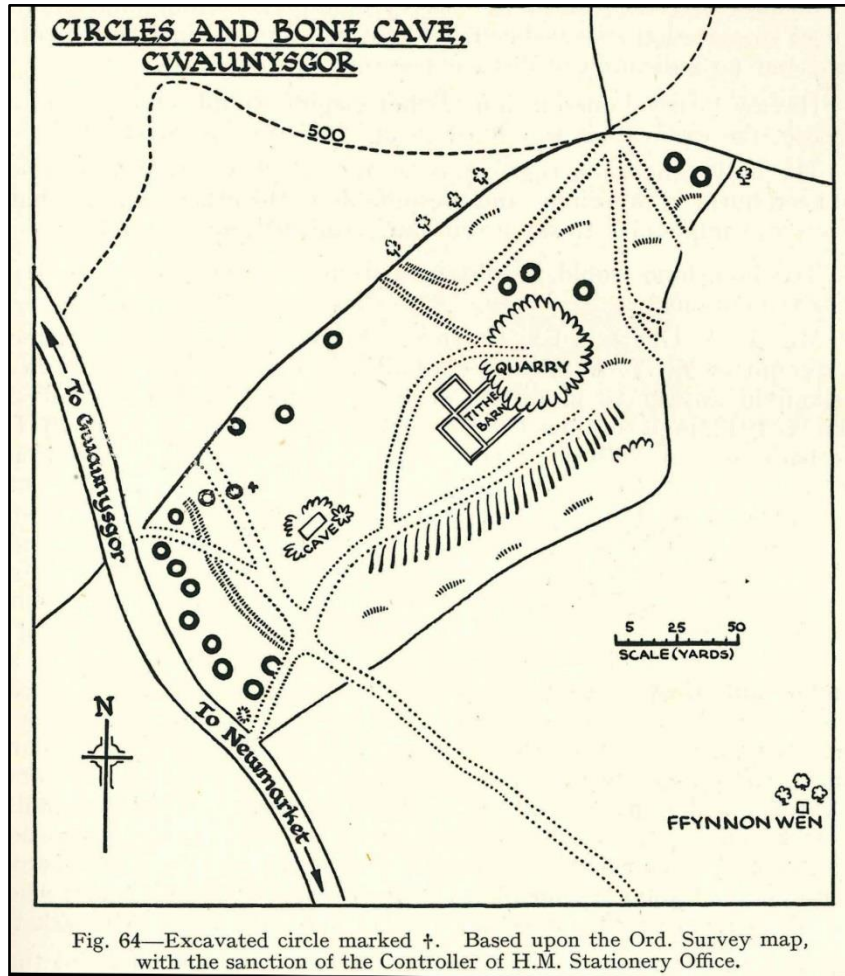 CIRCLES AND BONE CAVE,
CWAUNYSGOR
500
To Gwaunysgor
QUARRY
TITHE
BARN
CAVE
†
5 25 50
SCALE (YARDS)
N
To Newmarket
FFYNNON WEN
Fig. 64—Excavated circle marked †. Based upon the Ord. Survey map,
with the sanction of the Controller of H.M. Stationery Office.